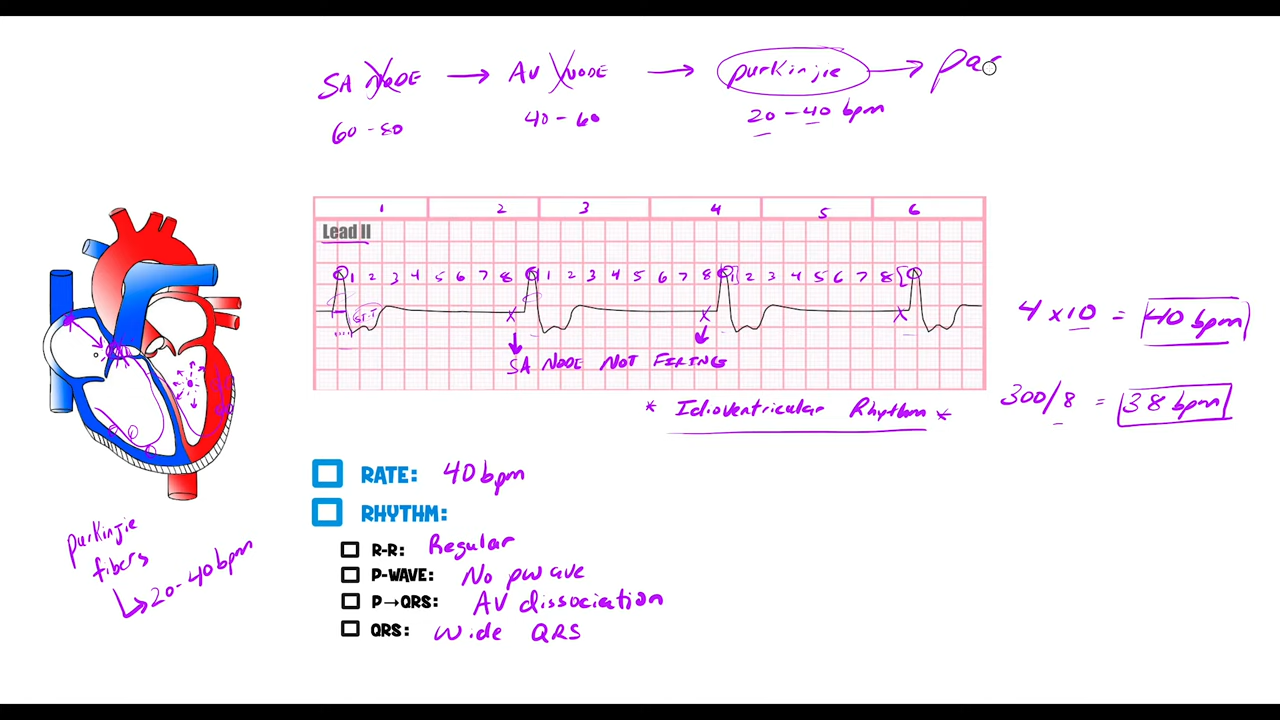 SA NODE → AV NODE → purkinjie → pac
60 - 80 40 - 60 20 - 40 bpm
1 2 3 4 5 6
Lead II
1 2 3 4 5 6 7 8 1 2 3 4 5 6 7 8 1 2 3 4 5 6 7 8
ST.T
SA NODE NOT FIRING
4 x 10 = 40 bpm
300/8 = 38 bpm
* Idioventricular Rhythm *
RATE: 40 bpm
RHYTHM:
R-R: Regular
P-WAVE: No pwave
P→QRS: AV dissociation
QRS: wide QRS
purkinjie
fibers
20-40 bpm